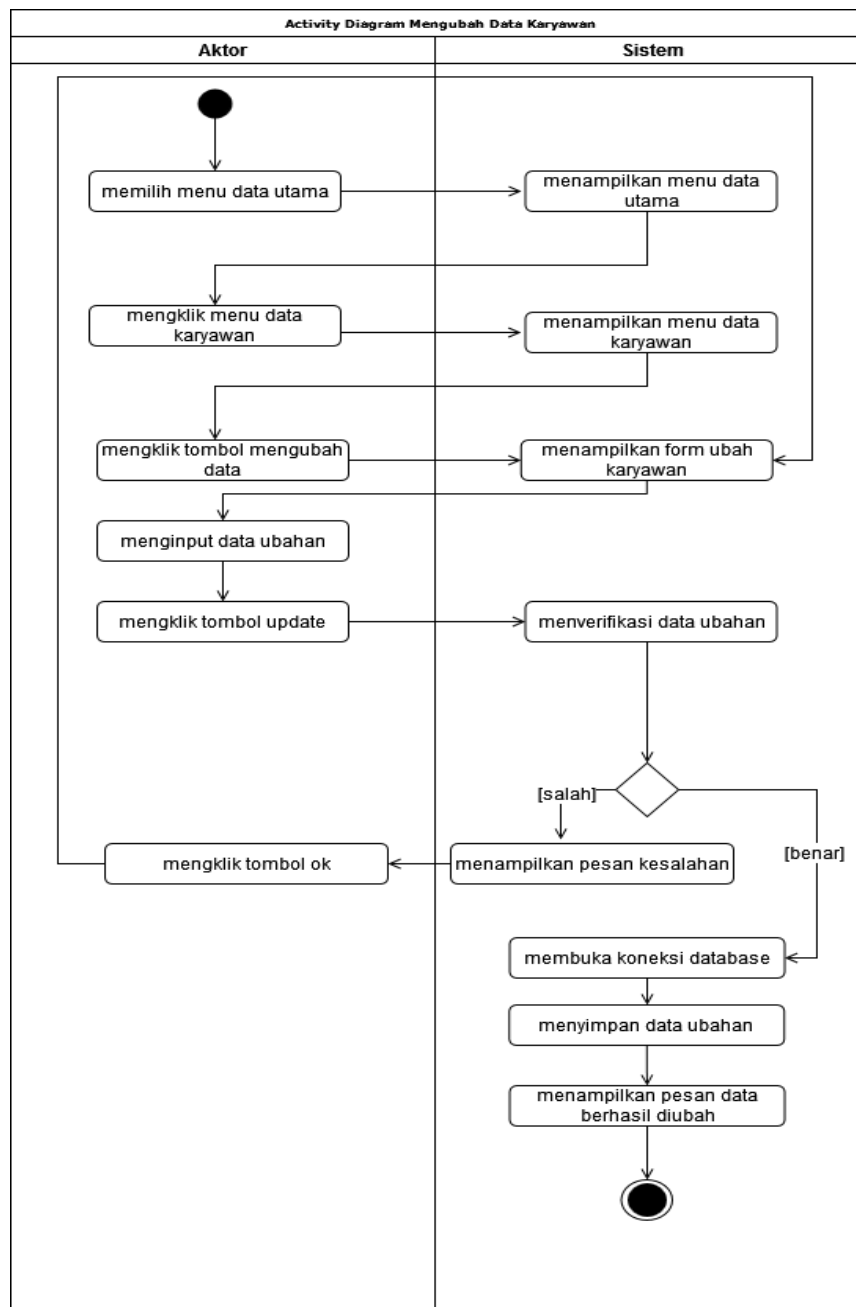 Activity Diagram Mengubah Data Karyawan
Aktor
Sistem
memilih menu data utama
menampilkan menu data
utama
mengklik menu data
karyawan
menampilkan menu data
karyawan
mengklik tombol mengubah
data
menampilkan form ubah
karyawan
menginput data ubahan
mengklik tombol update
menverifikasi data ubahan
[salah]
[benar]
mengklik tombol ok
menampilkan pesan kesalahan
membuka koneksi database
menyimpan data ubahan
menampilkan pesan data
berhasil diubah